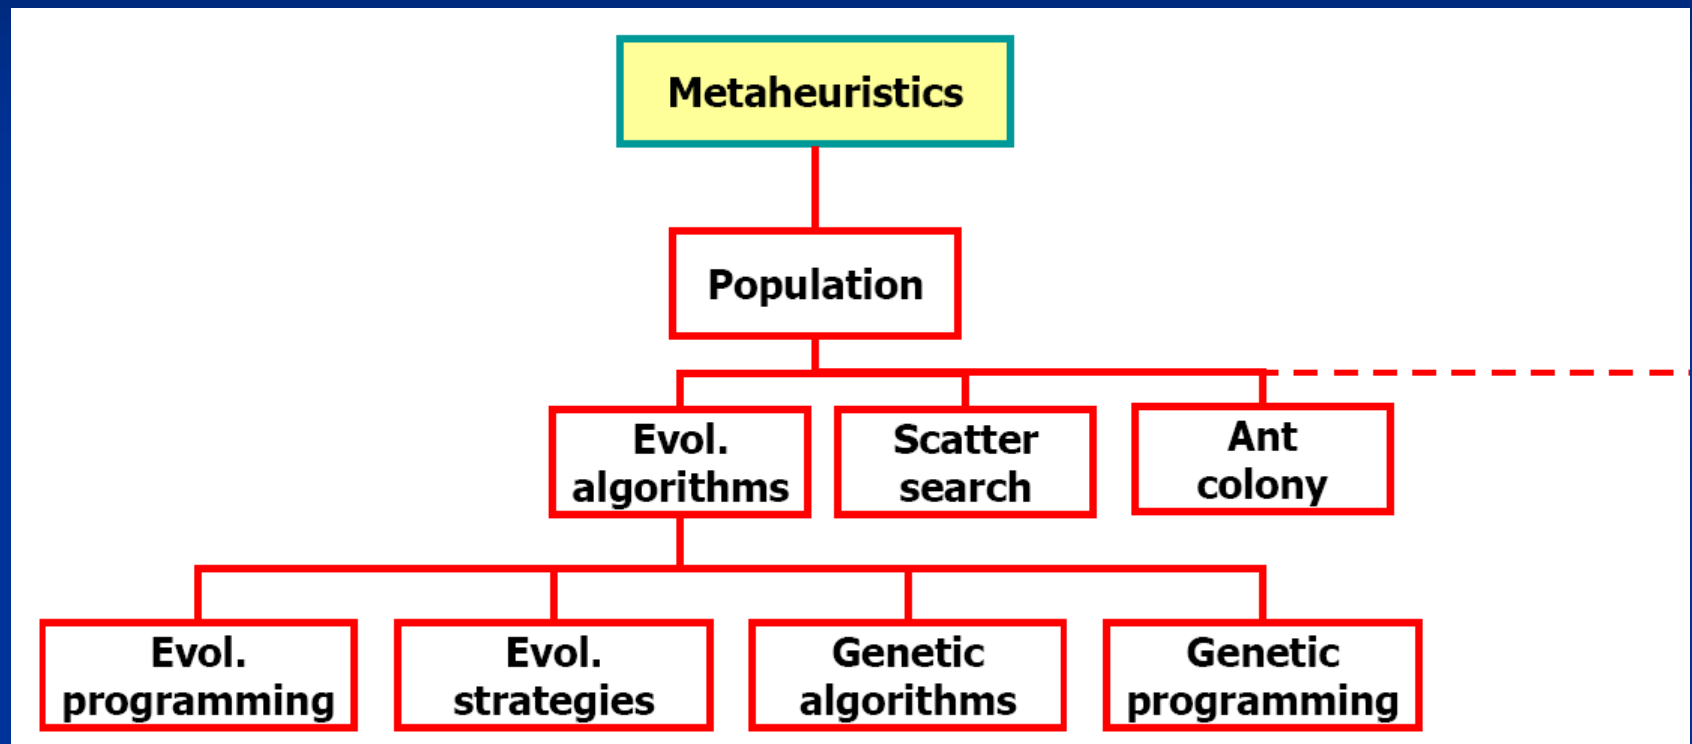 Metaheuristics
Population
Evol.
algorithms
Scatter
search
Ant
colony
Evol.
programming
Evol.
strategies
Genetic
algorithms
Genetic
programming